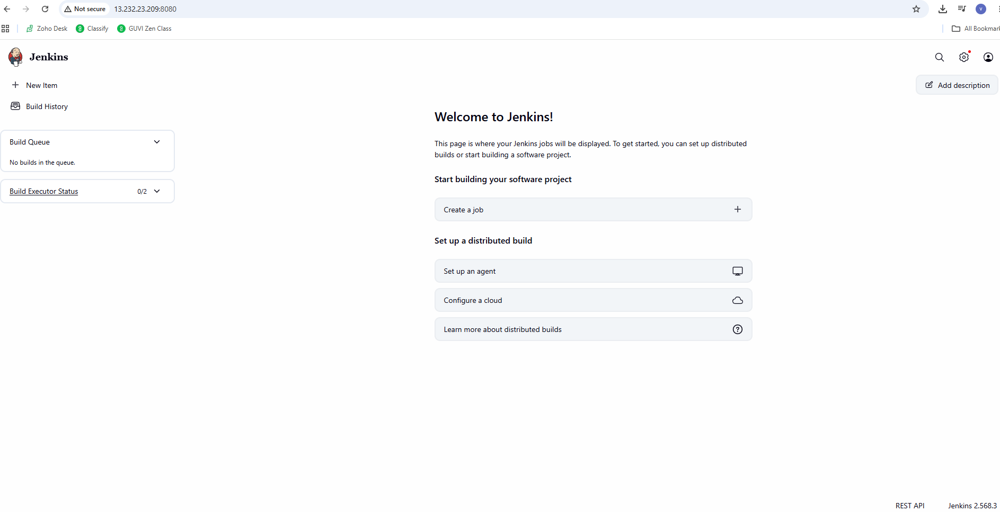 Not secure 13.232.23.209:8080
V
Zoho Desk Classify GUVI Zen Class
Jenkins
New Item
Add description
Build History
Build Queue
No builds in the queue.
Build Executor Status 0/2
Welcome to Jenkins!
This page is where your Jenkins jobs will be displayed. To get started, you can set up distributed
builds or start building a software project.
Start building your software project
Create a job
Set up a distributed build
Set up an agent
Configure a cloud
Learn more about distributed builds
REST API Jenkins 2.568.3